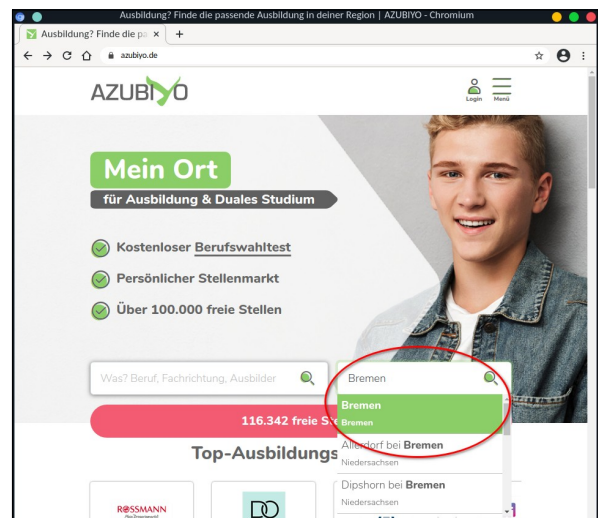 Ausbildung? Finde die passende Ausbildung in deiner Region | AZUBIYO - Chromium
Ausbildung? Finde die pa
azubiyo.de
AZUBIYO
Login Menü
Mein Ort
für Ausbildung & Duales Studium
Kostenloser Berufswahltest
Persönlicher Stellenmarkt
Über 100.000 freie Stellen
Was? Beruf, Fachrichtung, Ausbilder
Bremen
Bremen
Bremen
116.342 freie Ste
Allerdorf bei Bremen
Niedersachsen
Top-Ausbildungs
Dipshorn bei Bremen
Niedersachsen
ROSSMANN